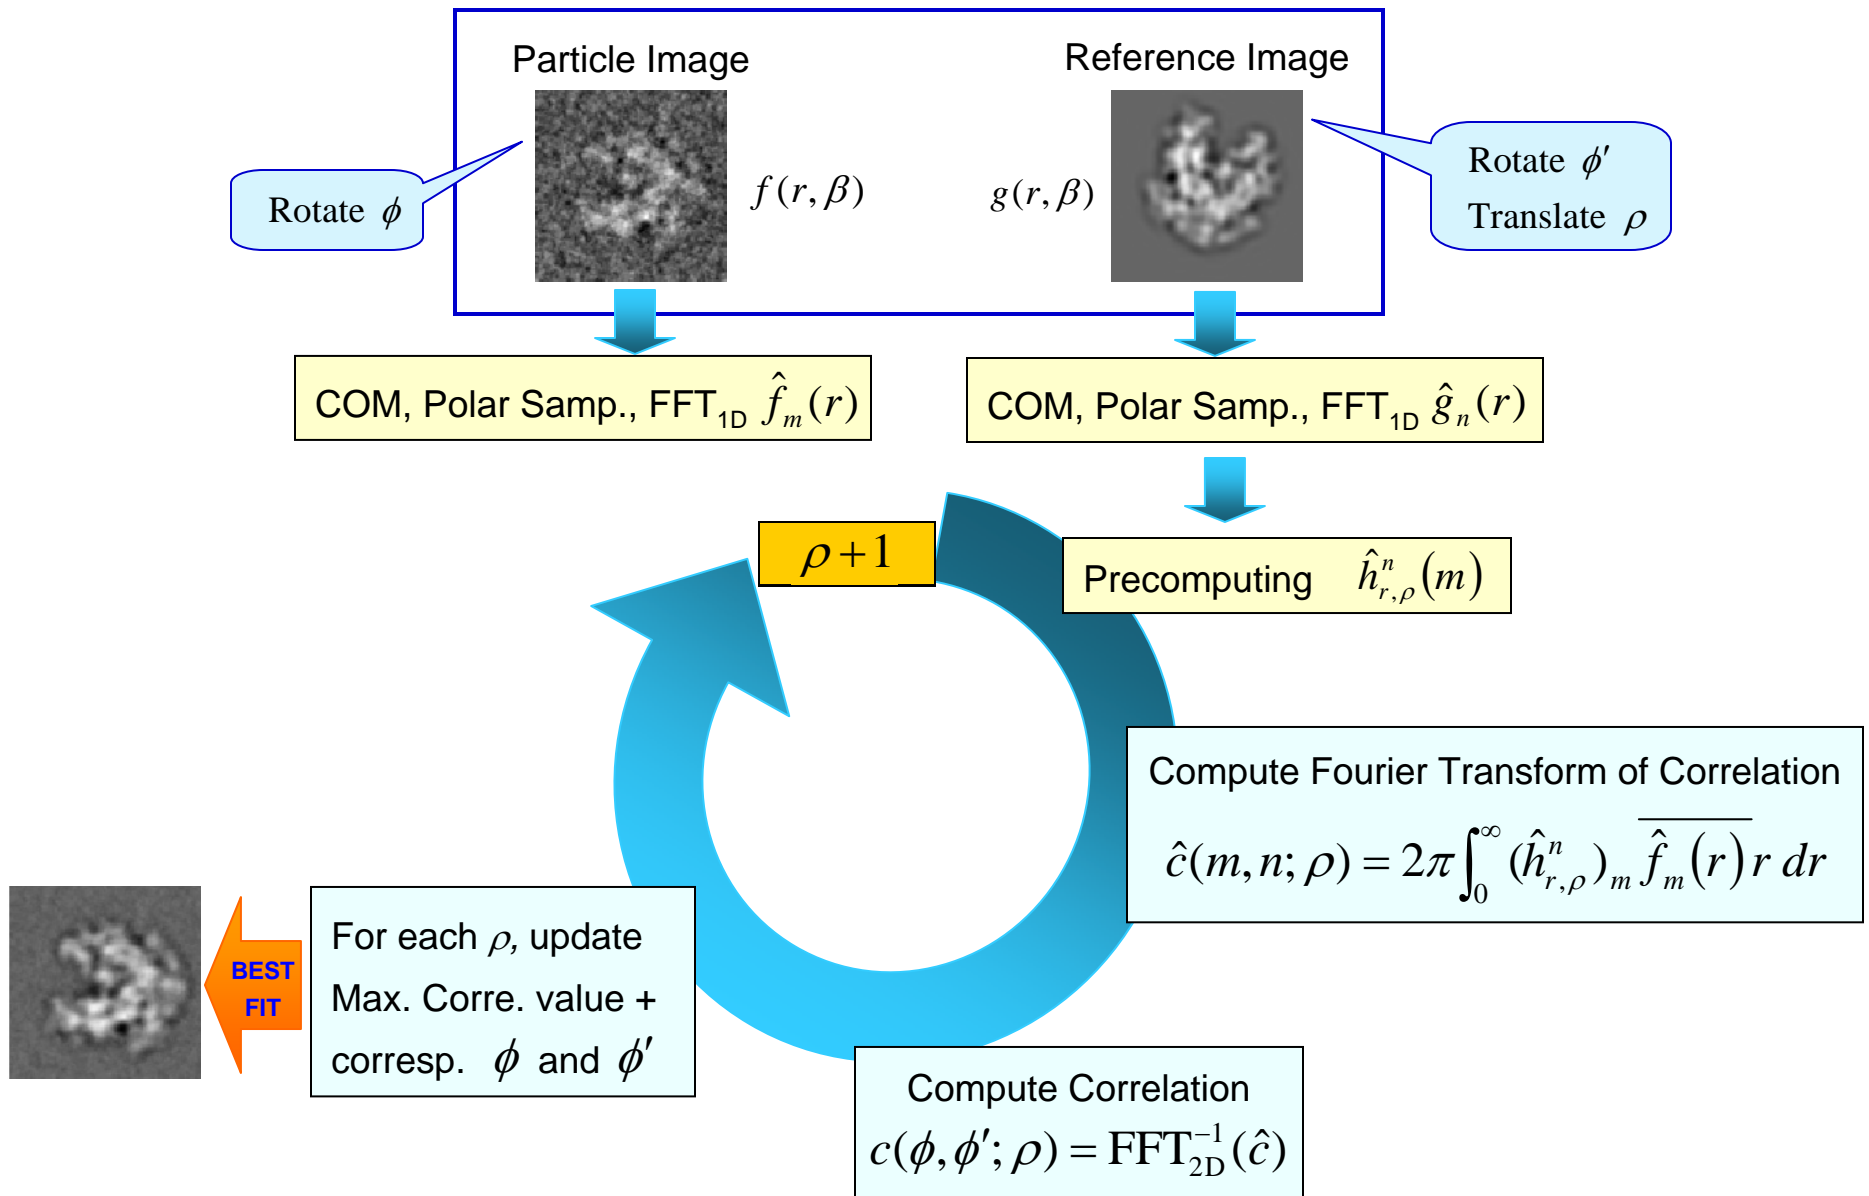 Particle Image
Reference Image
Rotate ϕ
f(r, β)
g(r, β)
Rotate ϕ′
Translate ρ
COM, Polar Samp., FFT₁D f̂ₘ(r)
COM, Polar Samp., FFT₁D ĝₙ(r)
ρ+1
Precomputing ĥⁿᵣ,ρ(m)
Compute Fourier Transform of Correlation
ĉ(m, n; ρ) = 2π∫₀^∞ (ĥⁿᵣ,ρ)ₘ \overline{f̂ₘ(r)} r dr
For each ρ, update
Max. Corre. value +
corresp. ϕ and ϕ′
BEST
FIT
Compute Correlation
c(ϕ, ϕ′; ρ) = FFT₂D⁻¹(ĉ)